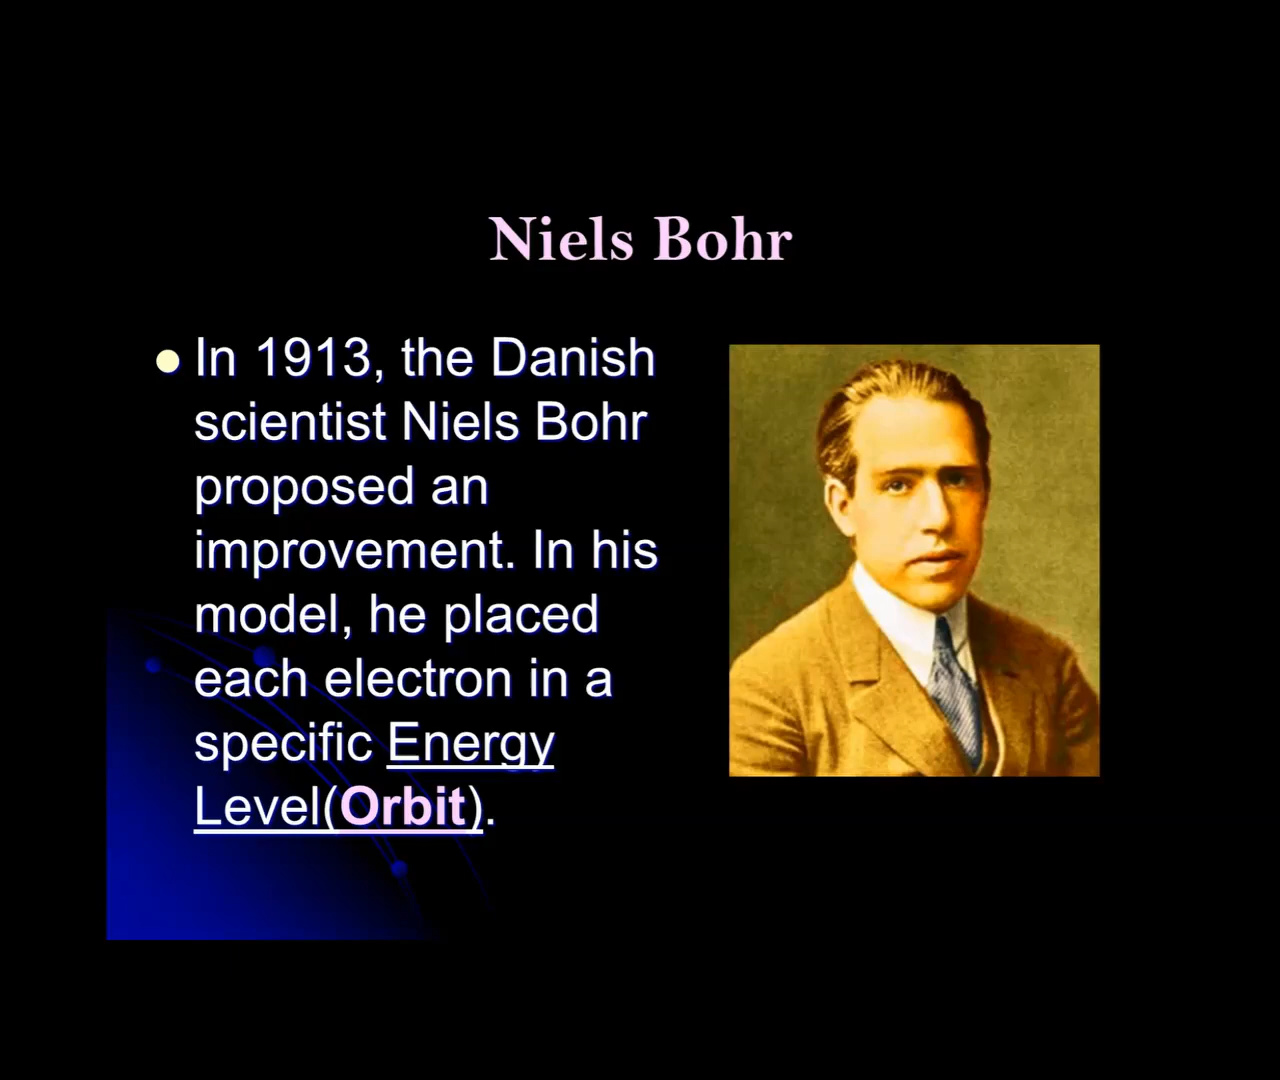 Niels Bohr
In 1913, the Danish
scientist Niels Bohr
proposed an
improvement. In his
model, he placed
each electron in a
specific Energy
Level(Orbit).